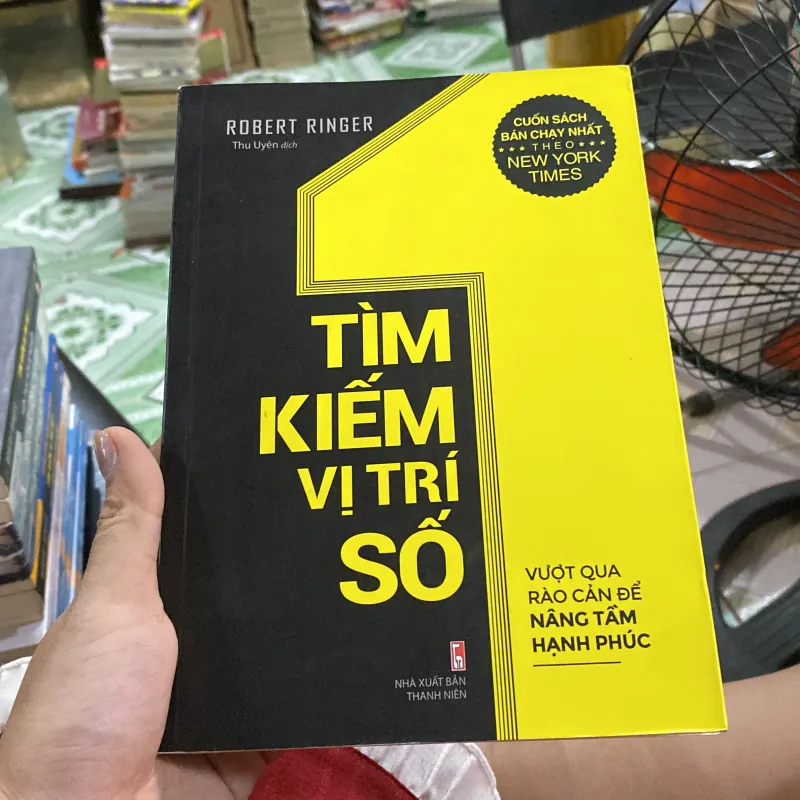 ROBERT RINGER
Thu Uyên dịch
CUỐN SÁCH
BÁN CHẠY NHẤT
*** THEO ***
NEW YORK
TIMES
1
TÌM
KIẾM
VỊ TRÍ
SỐ
VƯỢT QUA
RÀO CẢN ĐỂ
NÂNG TẦM
HẠNH PHÚC
NHÀ XUẤT BẢN
THANH NIÊN